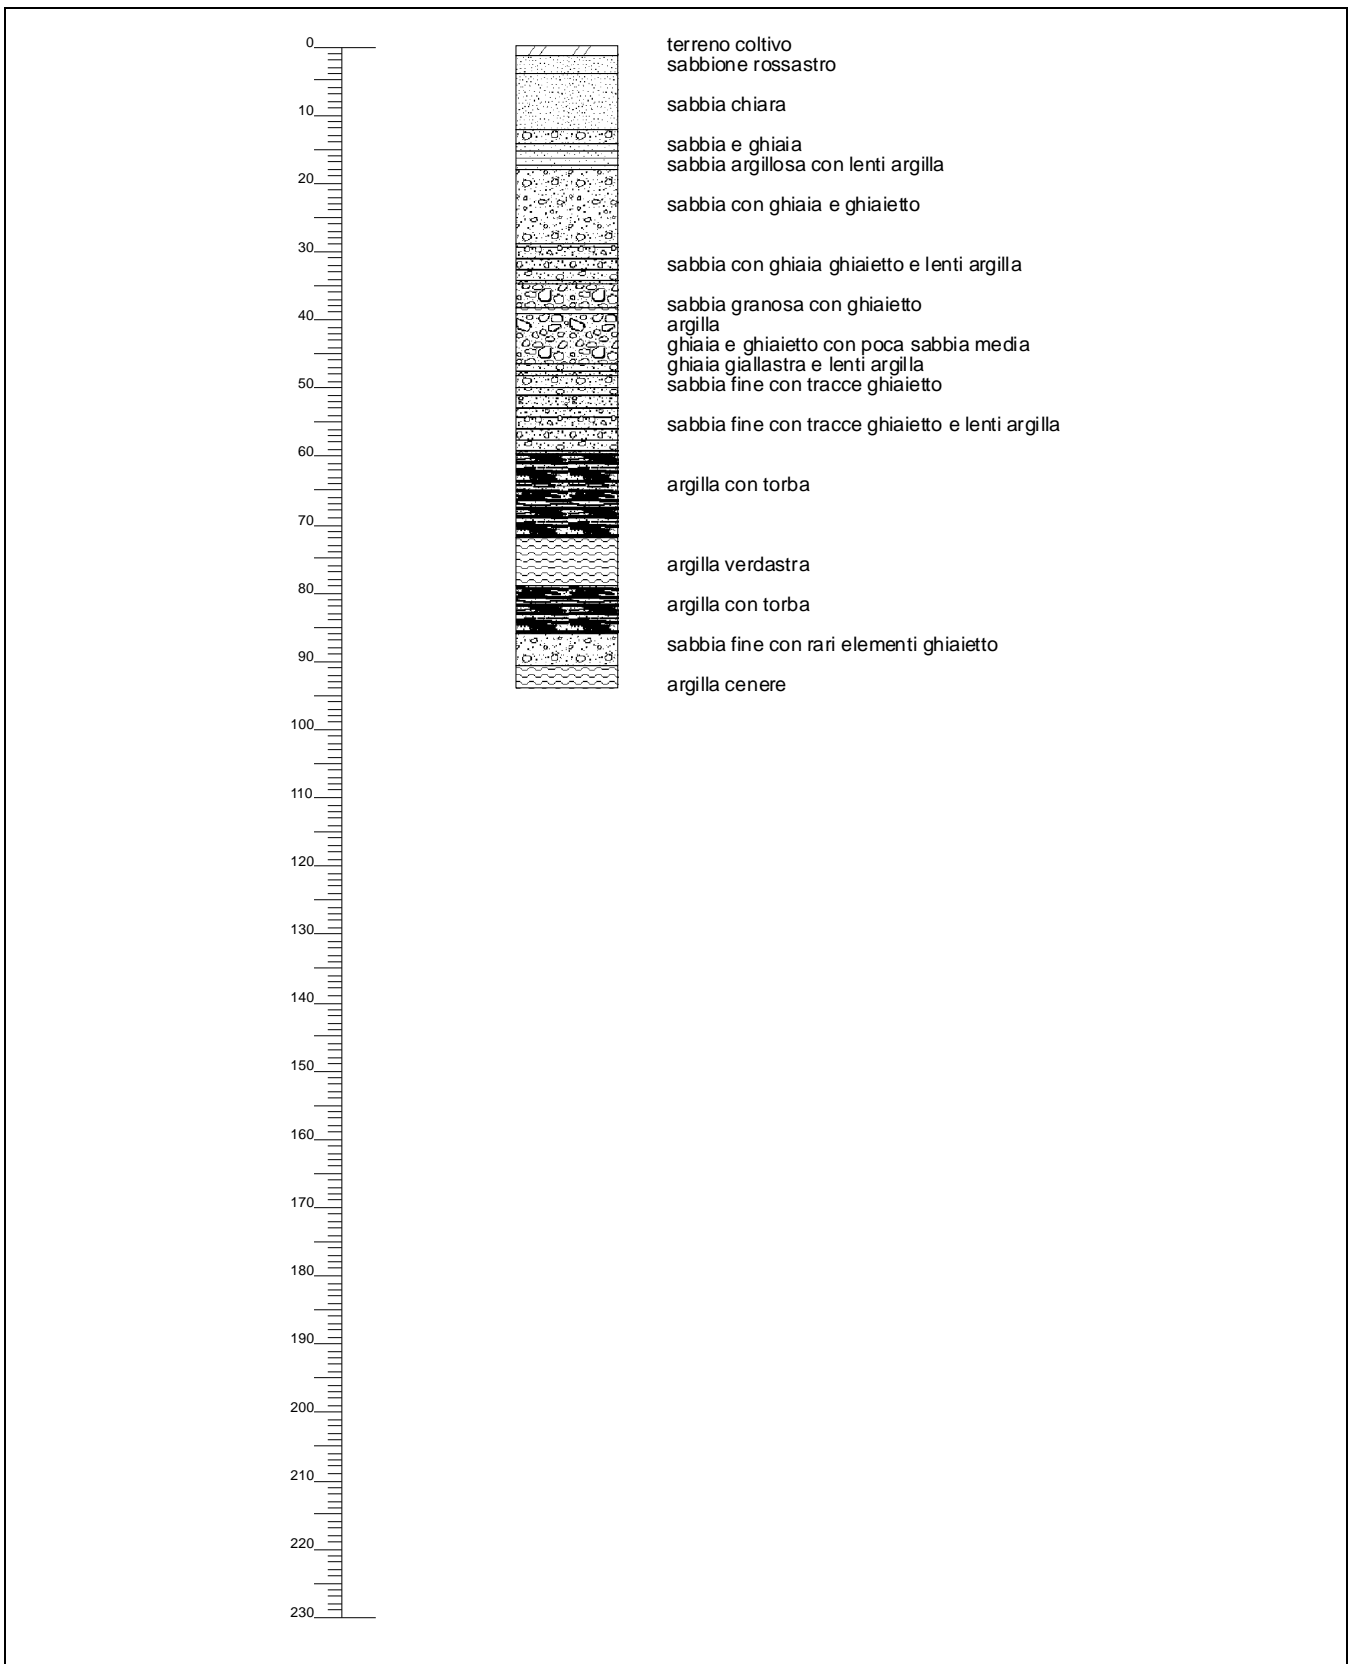 0
terreno coltivo
sabbione rossastro
sabbia chiara
10
sabbia e ghiaia
sabbia argillosa con lenti argilla
20
sabbia con ghiaia e ghiaietto
30
sabbia con ghiaia ghiaietto e lenti argilla
sabbia granosa con ghiaietto
40
argilla
ghiaia e ghiaietto con poca sabbia media
ghiaia giallastra e lenti argilla
50
sabbia fine con tracce ghiaietto
sabbia fine con tracce ghiaietto e lenti argilla
60
argilla con torba
70
argilla verdastra
80
argilla con torba
sabbia fine con rari elementi ghiaietto
90
argilla cenere
100
110
120
130
140
150
160
170
180
190
200
210
220
230